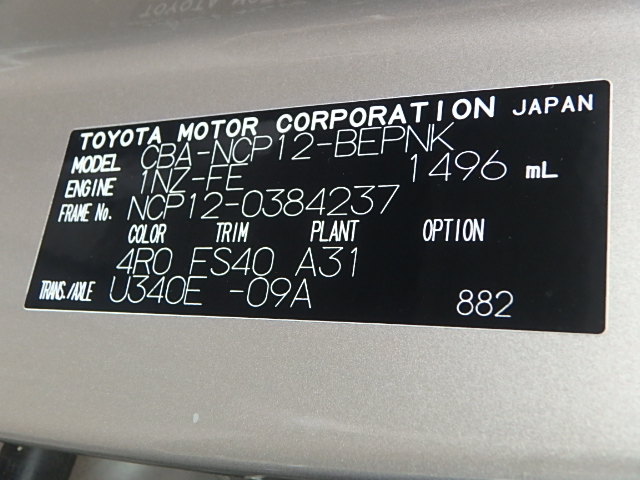 TOYOTA MOTOR CORPORATION JAPAN
MODEL CBA-NCP12-BEPNK
ENGINE 1NZ-FE 1496 mL
FRAME No. NCP12-0384237
COLOR TRIM PLANT OPTION
4R0 FS40 A31
TRANS./AXLE U340E -09A 882